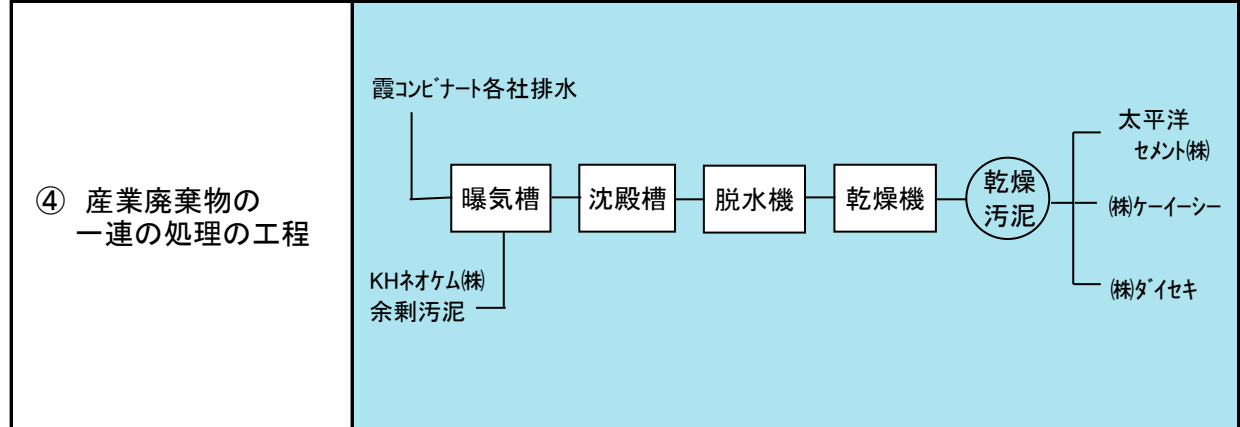 ④ 産業廃棄物の
一連の処理の工程
霞ｺﾝﾋﾞﾅｰﾄ各社排水
曝気槽
沈殿槽
脱水機
乾燥機
乾燥
汚泥
KHﾈｵｹﾑ㈱
余剰汚泥
太平洋
ｾﾒﾝﾄ㈱
㈱ｹｰｲｰｼｰ
㈱ﾀﾞｲｾｷ